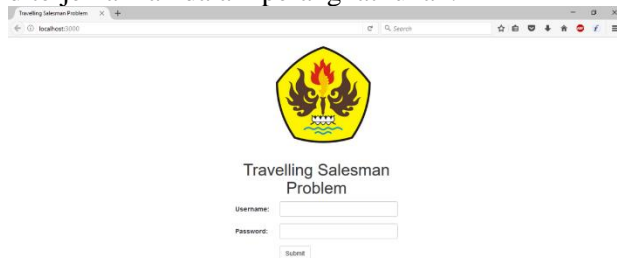 Travelling Salesman Problem
localhost:3000
Search
Travelling Salesman
Problem
Username:
Password:
Submit